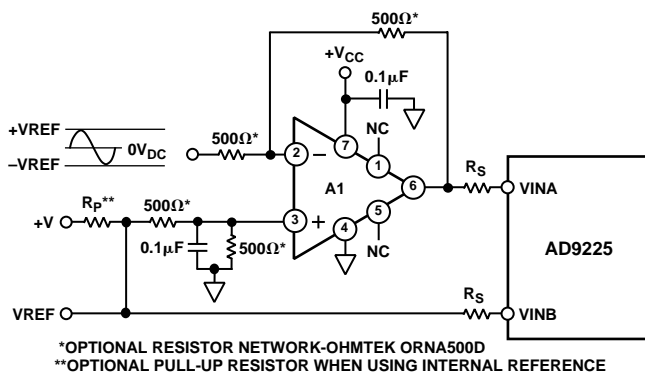 500Ω*
+VCC
0.1µF
+VREF
0VDC
–VREF
500Ω*
NC
2
–
7
1
A1
6
RS
VINA
RP**
+V
500Ω*
3
+
4
5
0.1µF
500Ω*
NC
AD9225
VREF
RS
VINB
*OPTIONAL RESISTOR NETWORK-OHMTEK ORNA500D
**OPTIONAL PULL-UP RESISTOR WHEN USING INTERNAL REFERENCE